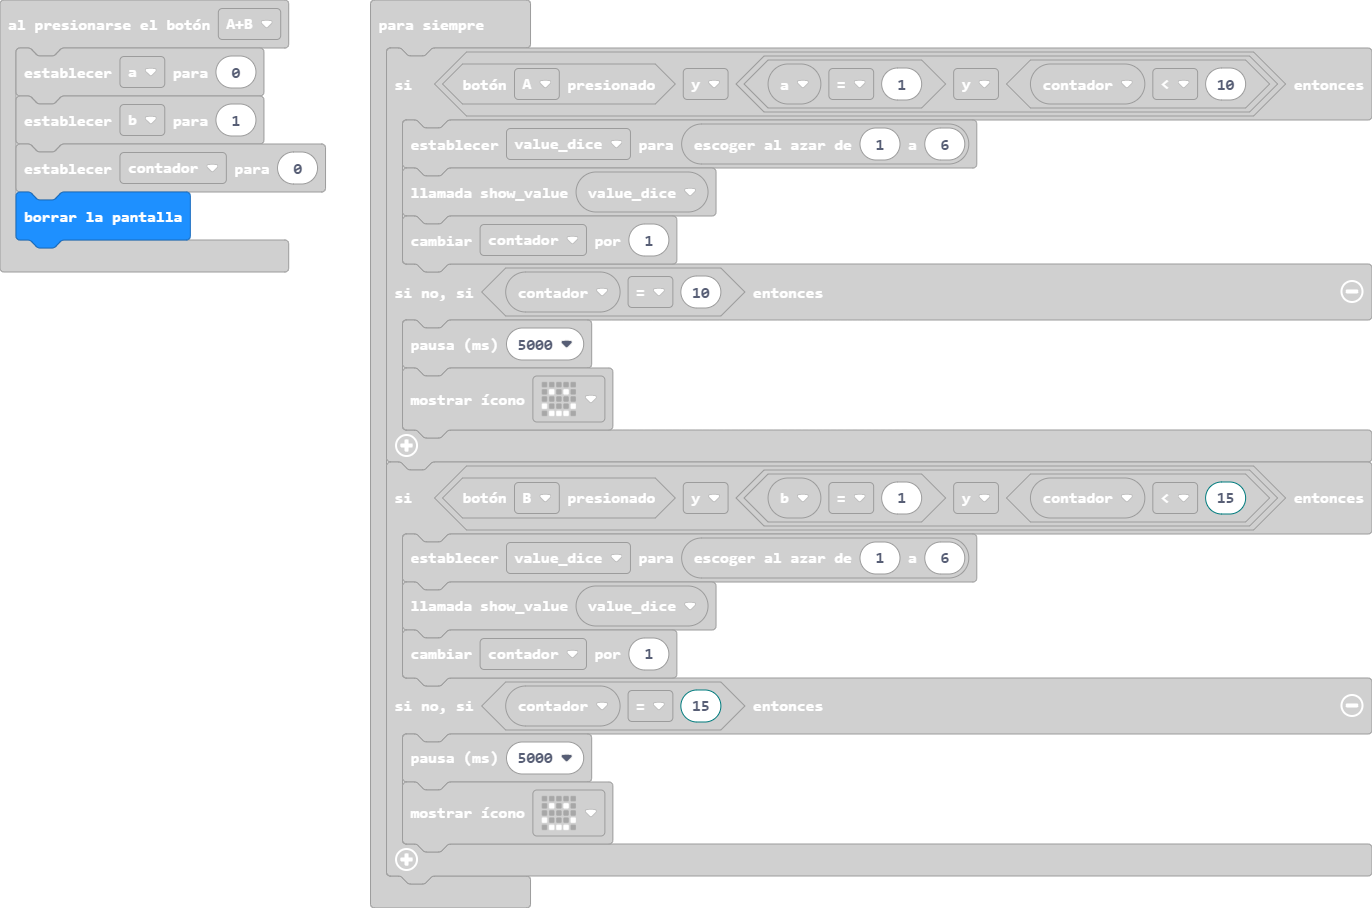 al presionarse el botón A+B
establecer a para 0
establecer b para 1
establecer contador para 0
borrar la pantalla
para siempre
si botón A presionado y a = 1 y contador < 10 entonces
establecer value_dice para escoger al azar de 1 a 6
llamada show_value value_dice
cambiar contador por 1
si no, si contador = 10 entonces
pausa (ms) 5000
mostrar ícono
si botón B presionado y b = 1 y contador < 15 entonces
establecer value_dice para escoger al azar de 1 a 6
llamada show_value value_dice
cambiar contador por 1
si no, si contador = 15 entonces
pausa (ms) 5000
mostrar ícono